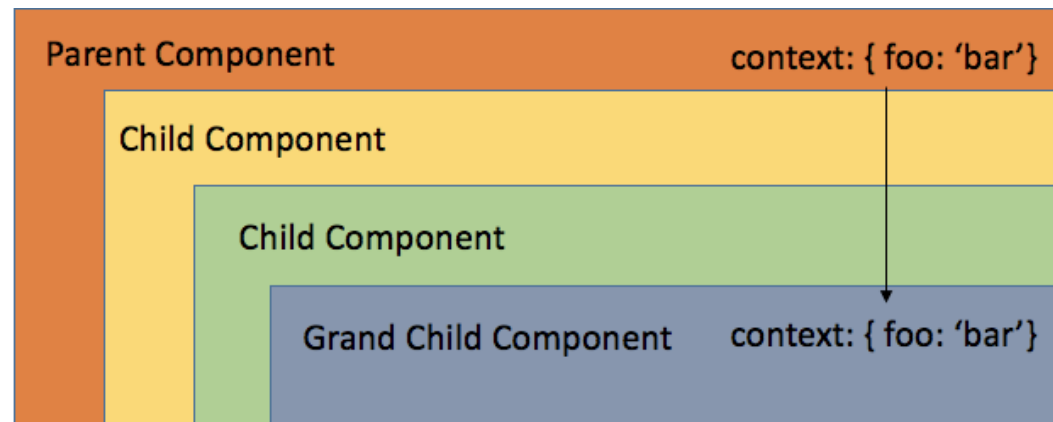 Parent Component
context: { foo: ‘bar’}
Child Component
Child Component
Grand Child Component
context: { foo: ‘bar’}